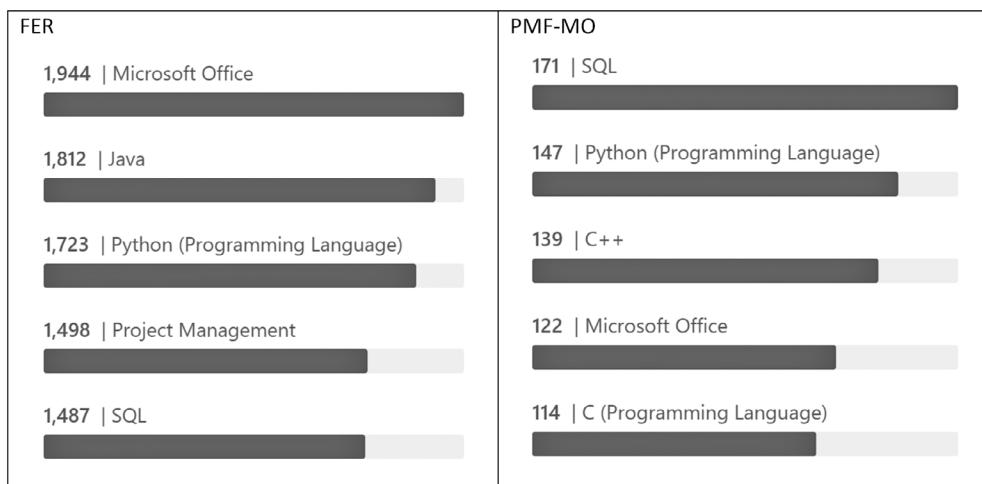 FER
1,944 | Microsoft Office
1,812 | Java
1,723 | Python (Programming Language)
1,498 | Project Management
1,487 | SQL
PMF-MO
171 | SQL
147 | Python (Programming Language)
139 | C++
122 | Microsoft Office
114 | C (Programming Language)